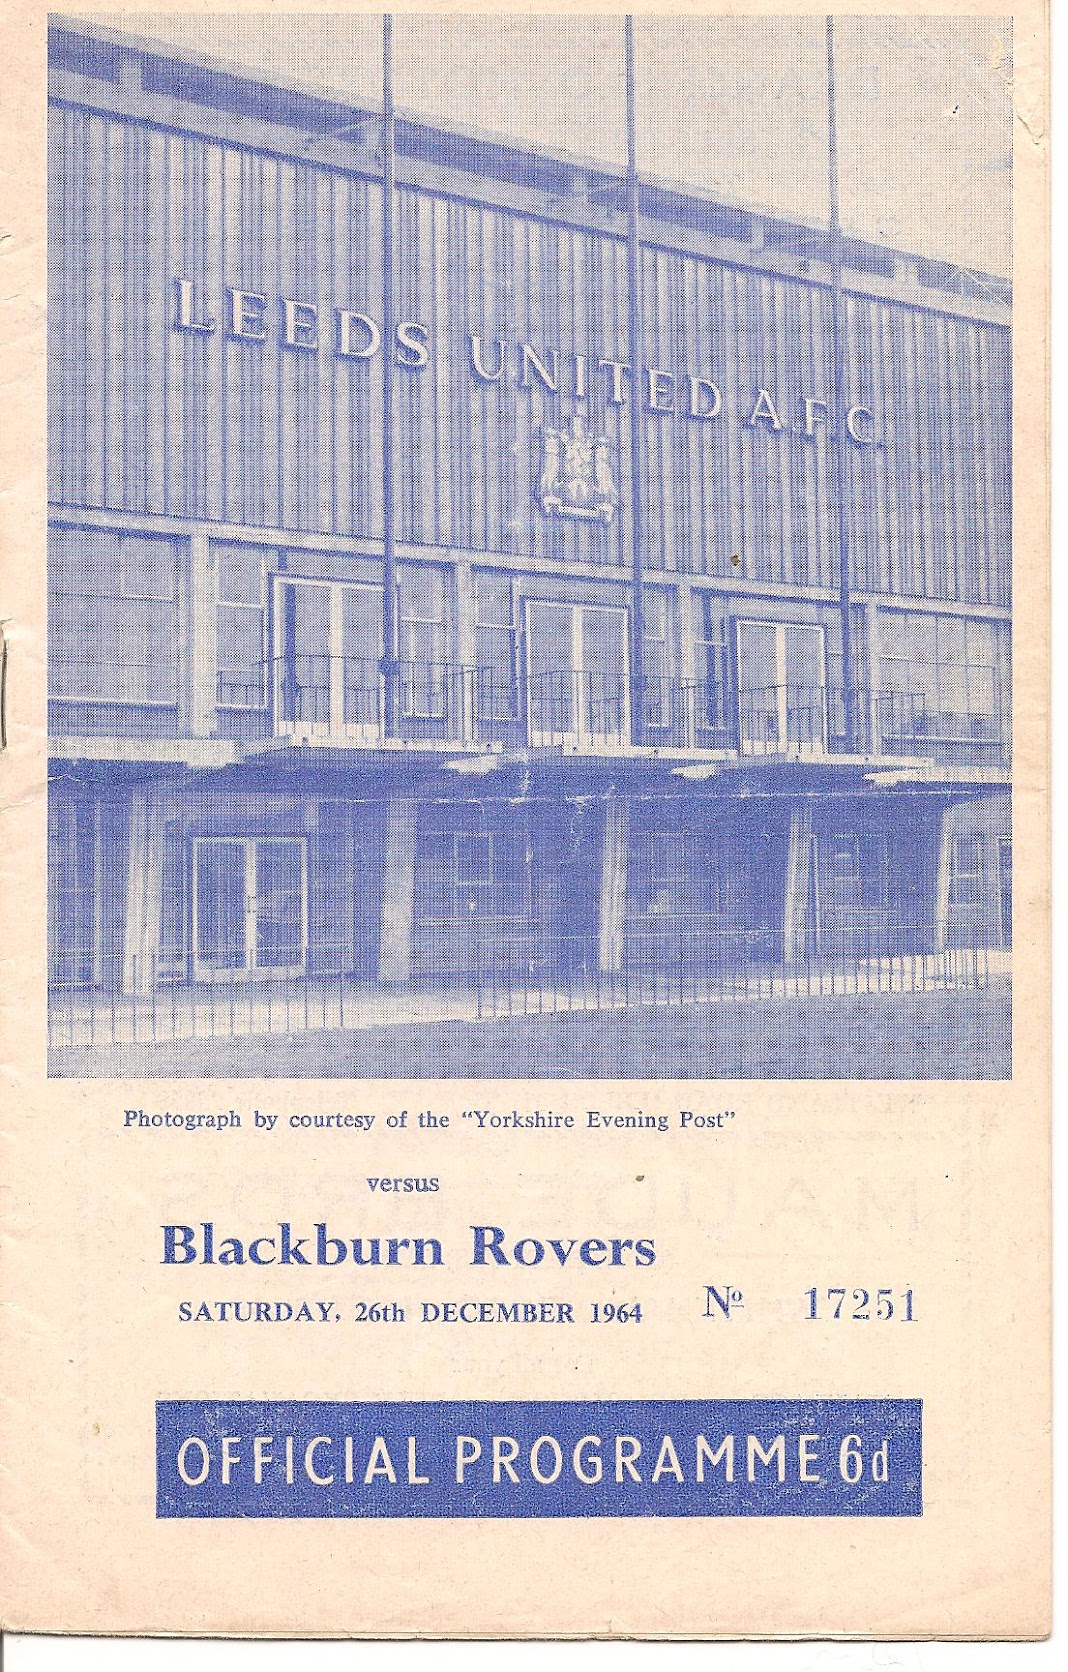 LEEDS UNITED A.F.C.
Photograph by courtesy of the "Yorkshire Evening Post"
versus
Blackburn Rovers
SATURDAY, 26th DECEMBER 1964 Nº 17251
OFFICIAL PROGRAMME 6d